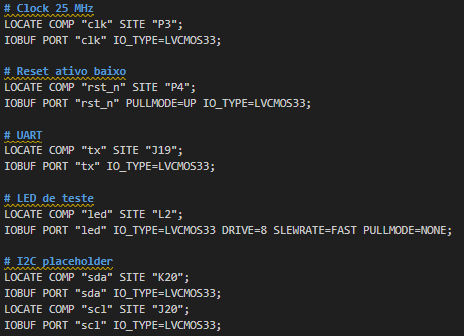 # Clock 25 MHz
LOCATE COMP "clk" SITE "P3";
IOBUF PORT "clk" IO_TYPE=LVCMOS33;
# Reset ativo baixo
LOCATE COMP "rst_n" SITE "P4";
IOBUF PORT "rst_n" PULLMODE=UP IO_TYPE=LVCMOS33;
# UART
LOCATE COMP "tx" SITE "J19";
IOBUF PORT "tx" IO_TYPE=LVCMOS33;
# LED de teste
LOCATE COMP "led" SITE "L2";
IOBUF PORT "led" IO_TYPE=LVCMOS33 DRIVE=8 SLEWRATE=FAST PULLMODE=NONE;
# I2C placeholder
LOCATE COMP "sda" SITE "K20";
IOBUF PORT "sda" IO_TYPE=LVCMOS33;
LOCATE COMP "scl" SITE "J20";
IOBUF PORT "scl" IO_TYPE=LVCMOS33;